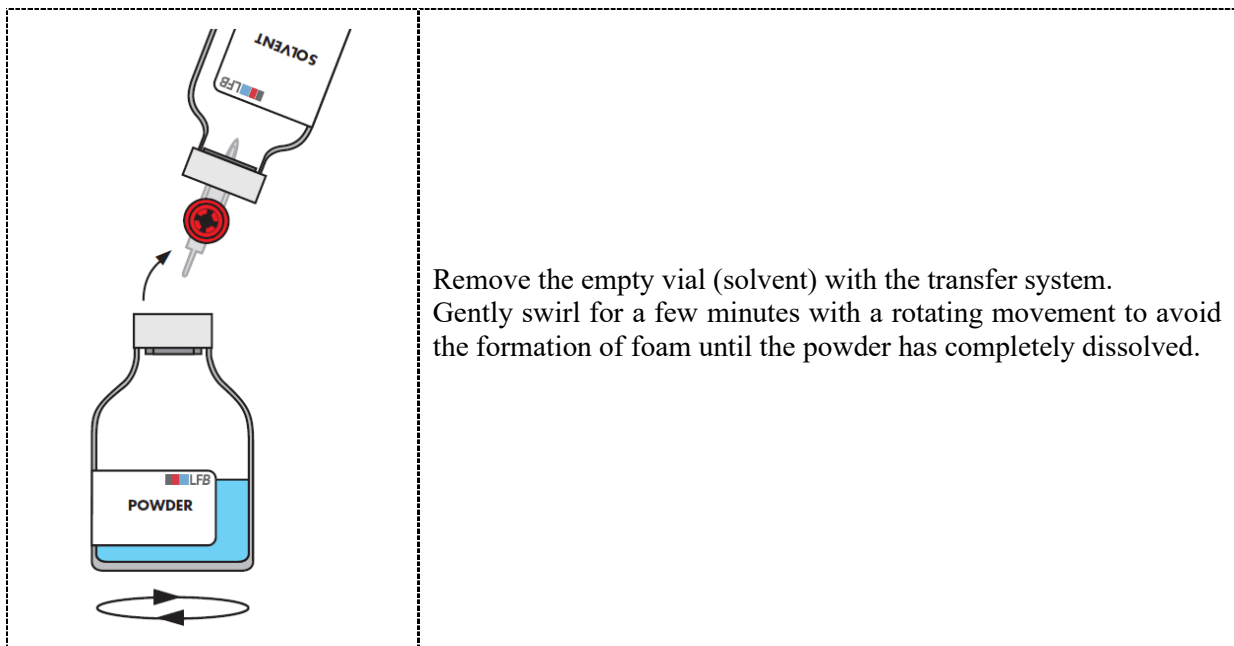 SOLVENT
LFB
LFB
POWDER
Remove the empty vial (solvent) with the transfer system.
Gently swirl for a few minutes with a rotating movement to avoid
the formation of foam until the powder has completely dissolved.